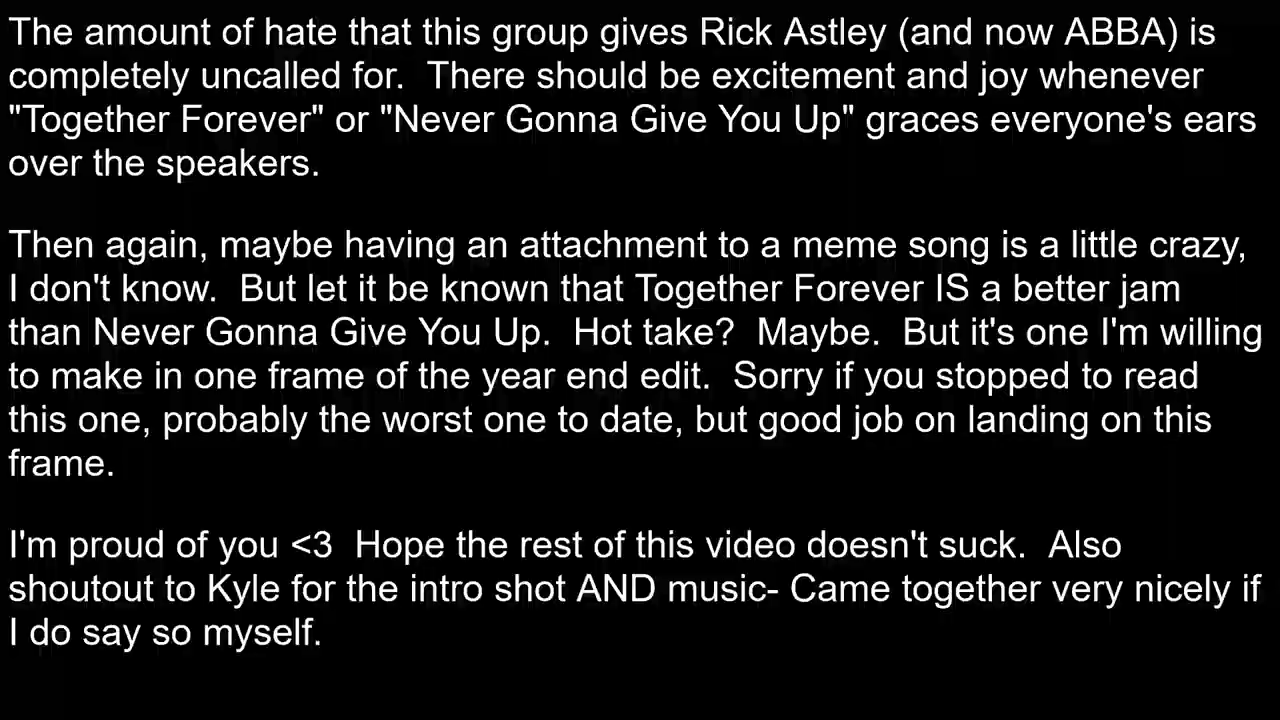 The amount of hate that this group gives Rick Astley (and now ABBA) is
completely uncalled for.  There should be excitement and joy whenever
"Together Forever" or "Never Gonna Give You Up" graces everyone's ears
over the speakers.
Then again, maybe having an attachment to a meme song is a little crazy,
I don't know.  But let it be known that Together Forever IS a better jam
than Never Gonna Give You Up.  Hot take?  Maybe.  But it's one I'm willing
to make in one frame of the year end edit.  Sorry if you stopped to read
this one, probably the worst one to date, but good job on landing on this
frame.
I'm proud of you <3  Hope the rest of this video doesn't suck.  Also
shoutout to Kyle for the intro shot AND music- Came together very nicely if
I do say so myself.